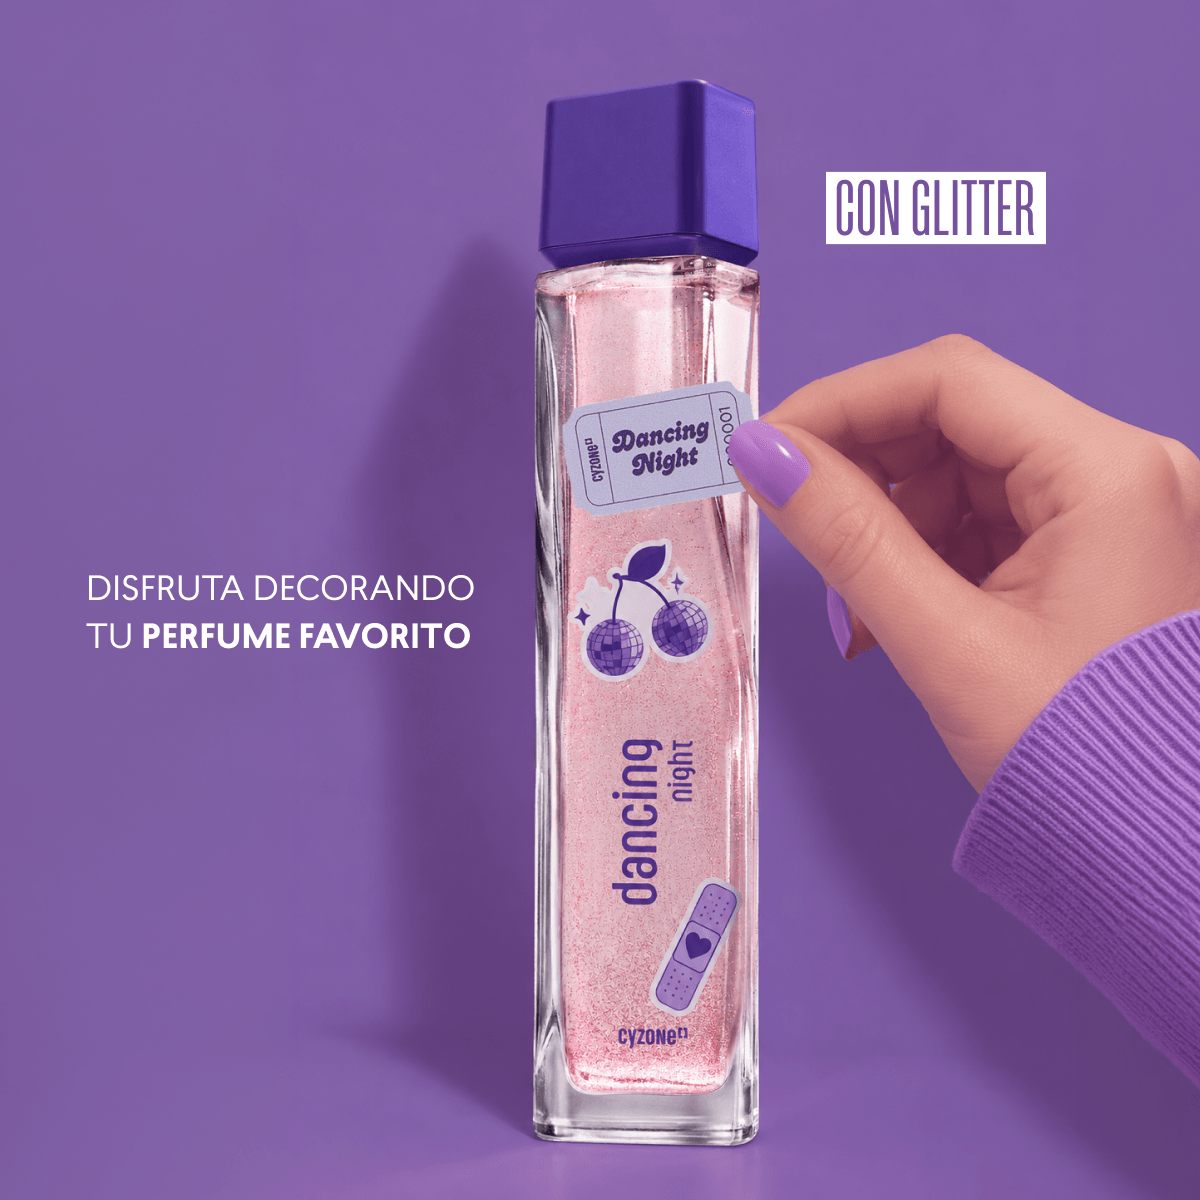 CON GLITTER
cyzone
Dancing
Night
DISFRUTA DECORANDO
TU PERFUME FAVORITO
dancing
night
cyzone